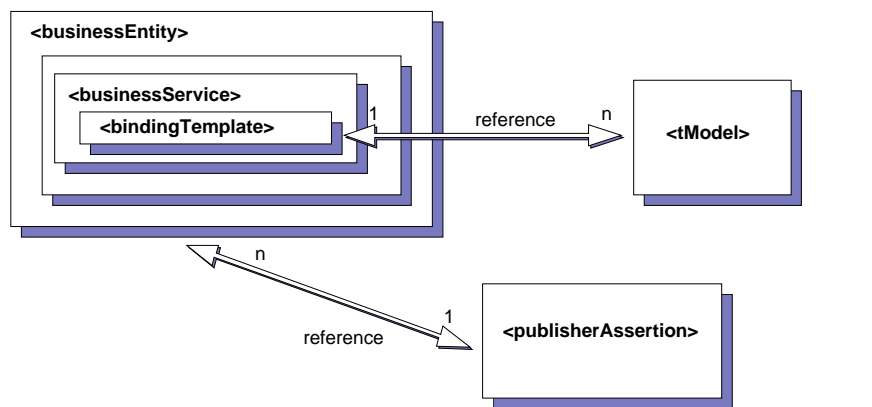 <businessEntity>
<businessService>
<bindingTemplate>
1
reference
n
<tModel>
n
1
reference
<publisherAssertion>